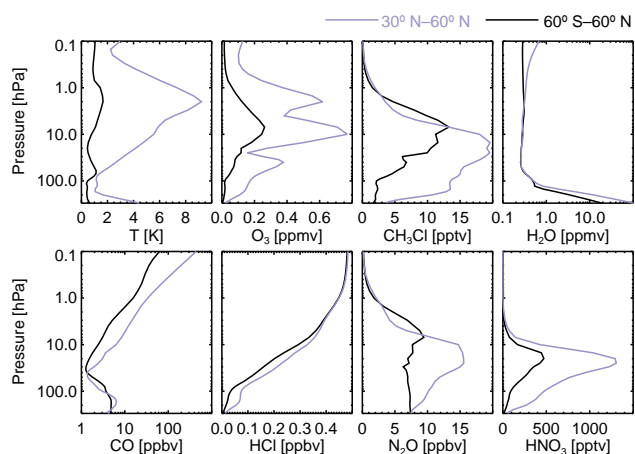 30º N–60º N 60º S–60º N
Pressure [hPa]
0.1
1.0
10.0
100.0
0 2 4 6 8
T [K]
0.0 0.2 0.4 0.6
O3 [ppmv]
0 5 10 15
CH3Cl [pptv]
0.1 1.0 10.0
H2O [ppmv]
Pressure [hPa]
0.1
1.0
10.0
100.0
1 10 100
CO [ppbv]
0.0 0.1 0.2 0.3 0.4
HCl [ppbv]
0 5 10 15
N2O [ppbv]
0 500 1000
HNO3 [pptv]